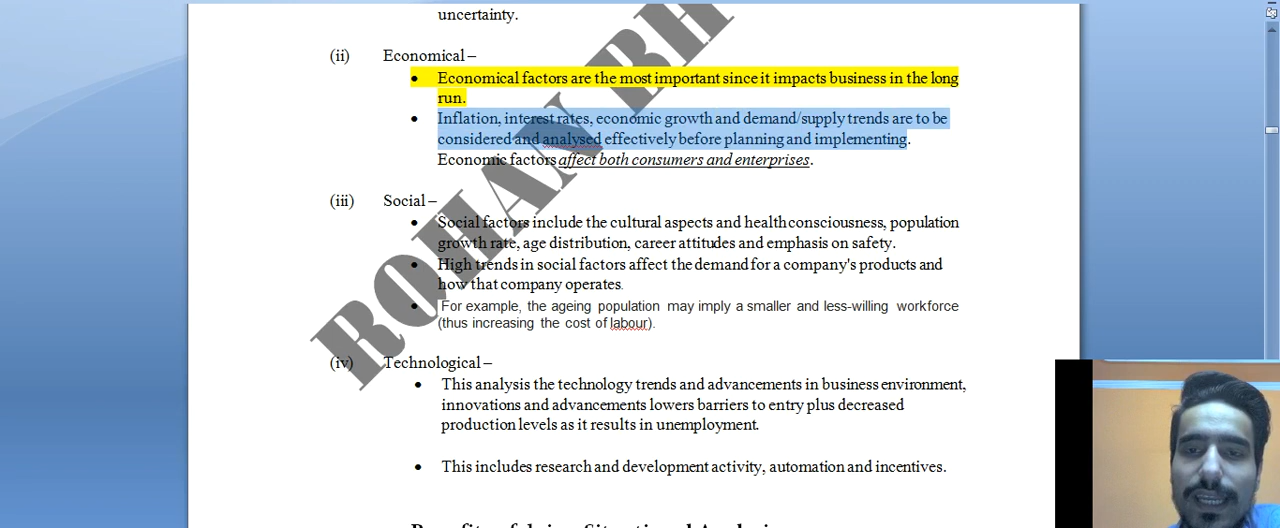 uncertainty.
(ii) Economical –
• Economical factors are the most important since it impacts business in the long
run.
• Inflation, interest rates, economic growth and demand/supply trends are to be
considered and analysed effectively before planning and implementing.
Economic factors affect both consumers and enterprises.
(iii) Social –
• Social factors include the cultural aspects and health consciousness, population
growth rate, age distribution, career attitudes and emphasis on safety.
• High trends in social factors affect the demand for a company's products and
how that company operates.
• For example, the ageing population may imply a smaller and less-willing workforce
(thus increasing the cost of labour).
(iv) Technological –
• This analysis the technology trends and advancements in business environment,
innovations and advancements lowers barriers to entry plus decreased
production levels as it results in unemployment.
• This includes research and development activity, automation and incentives.
ROHAN BH